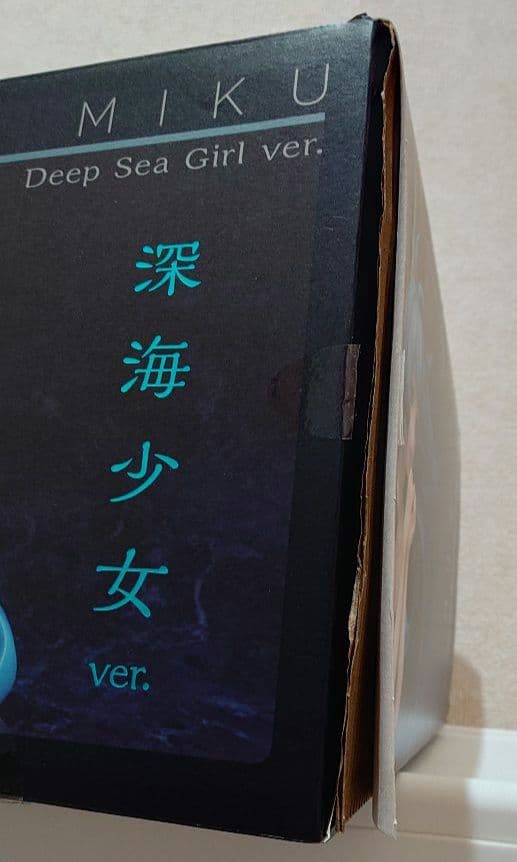 MIKU
Deep Sea Girl ver.
深海少女
ver.